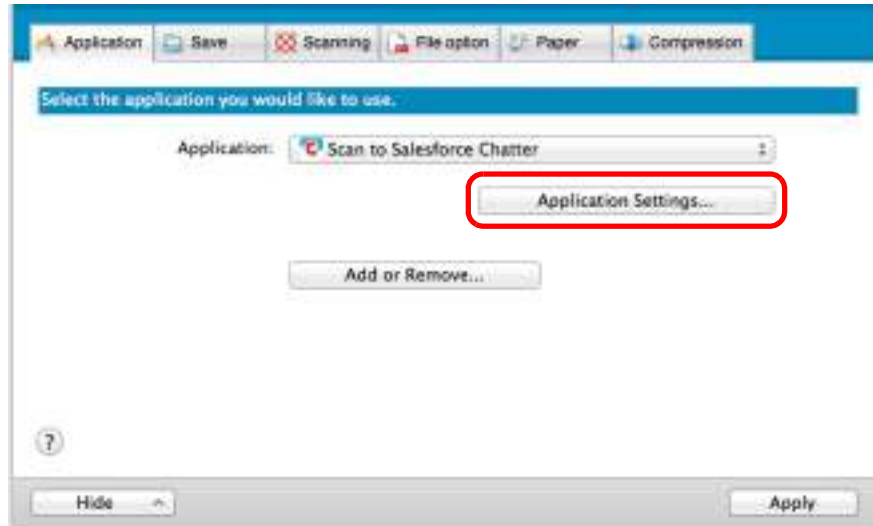 Application Save Scanning File option Paper Compression
Select the application you would like to use.
Application: Scan to Salesforce Chatter
Application Settings...
Add or Remove...
?
Hide Apply